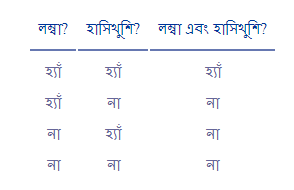 লম্বা? হাসিখুশি? লম্বা এবং হাসিখুশি?
হ্যাঁ হ্যাঁ হ্যাঁ
হ্যাঁ না না
না হ্যাঁ না
না না না